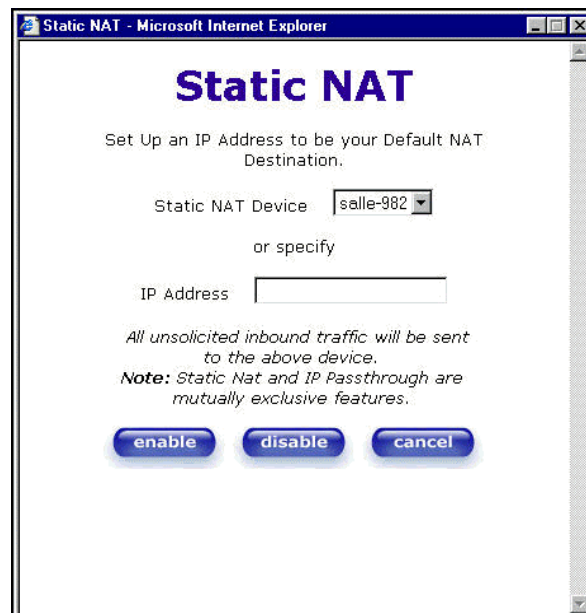 Static NAT - Microsoft Internet Explorer
Static NAT
Set Up an IP Address to be your Default NAT
Destination.
Static NAT Device salle-982
or specify
IP Address
All unsolicited inbound traffic will be sent
to the above device.
Note: Static Nat and IP Passthrough are
mutually exclusive features.
enable disable cancel